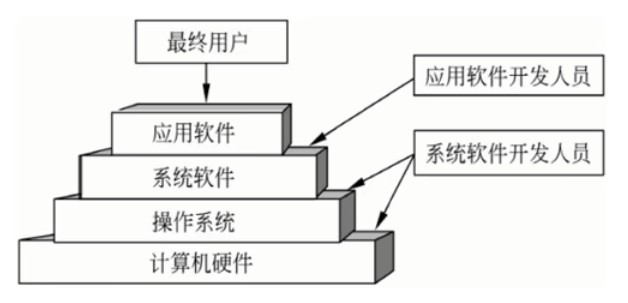 最终用户
应用软件开发人员
应用软件
系统软件开发人员
系统软件
操作系统
计算机硬件